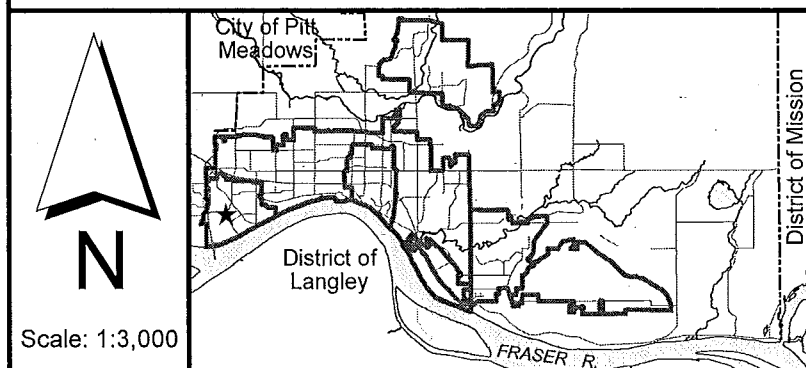 City of Pitt
Meadows
District of Mission
District of
Langley
N
Scale: 1:3,000
FRASER R.